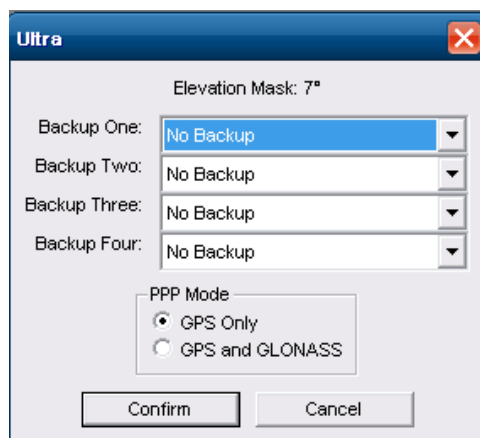 Ultra
Elevation Mask: 7°
Backup One: No Backup
Backup Two: No Backup
Backup Three: No Backup
Backup Four: No Backup
PPP Mode
GPS Only
GPS and GLONASS
Confirm Cancel